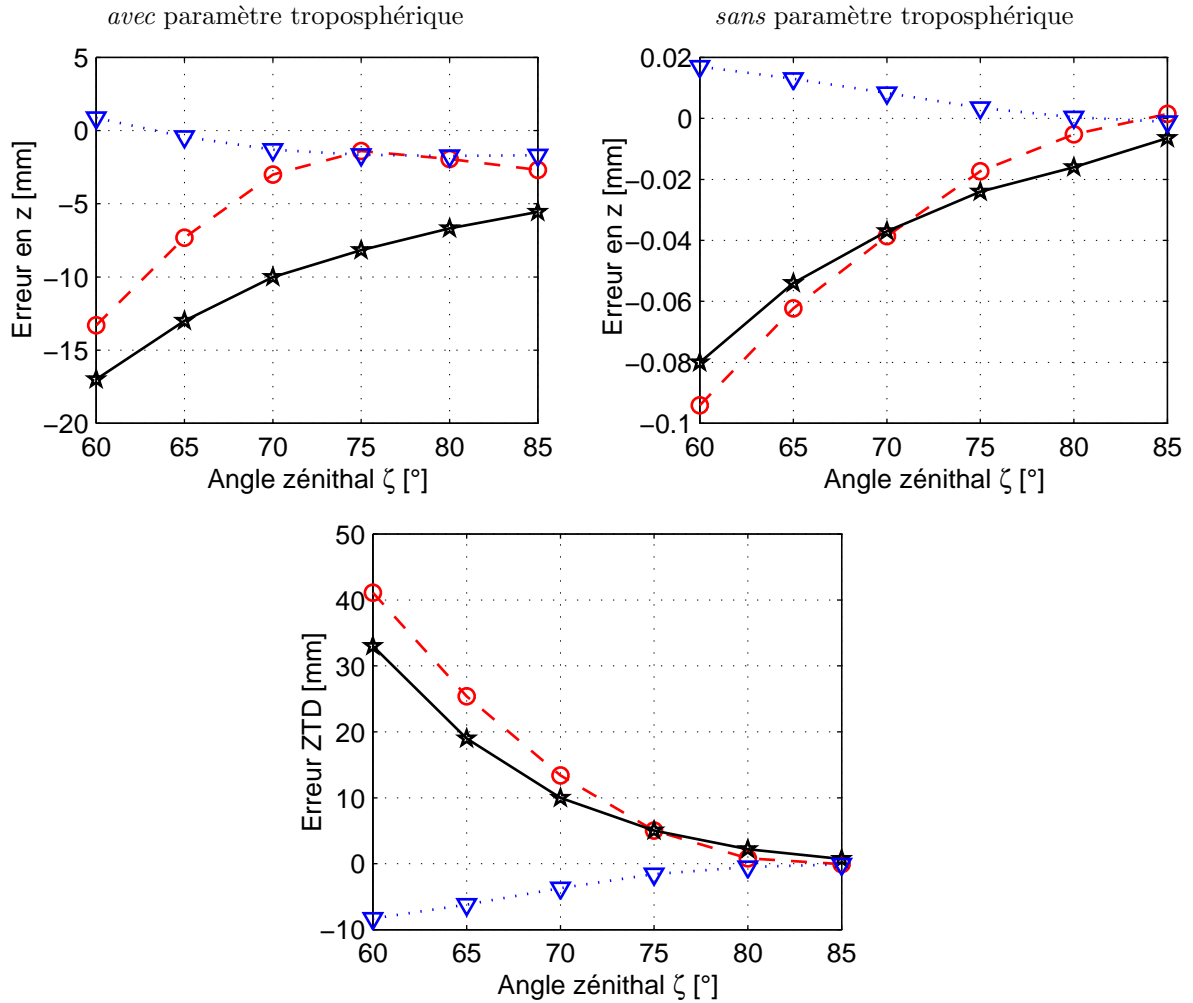 avec paramètre troposphérique
sans paramètre troposphérique
5
0
−5
−10
−15
−20
Erreur en z [mm]
60 65 70 75 80 85
Angle zénithal ζ [°]
0.02
0
−0.02
−0.04
−0.06
−0.08
−0.1
Erreur en z [mm]
60 65 70 75 80 85
Angle zénithal ζ [°]
50
40
30
20
10
0
−10
Erreur ZTD [mm]
60 65 70 75 80 85
Angle zénithal ζ [°]